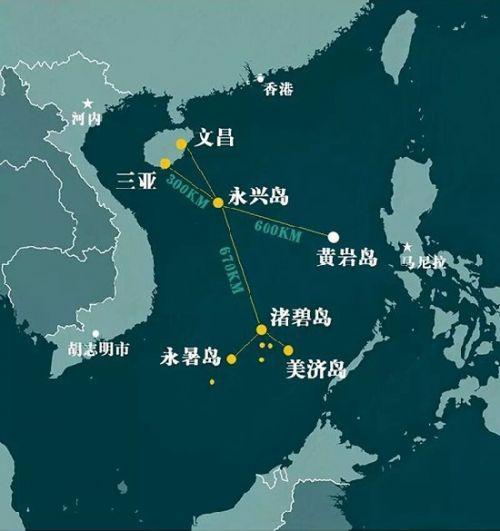 香港
河内
文昌
三亚
300KM
永兴岛
600KM
黄岩岛
马尼拉
670KM
渚碧岛
胡志明市
永暑岛
美济岛